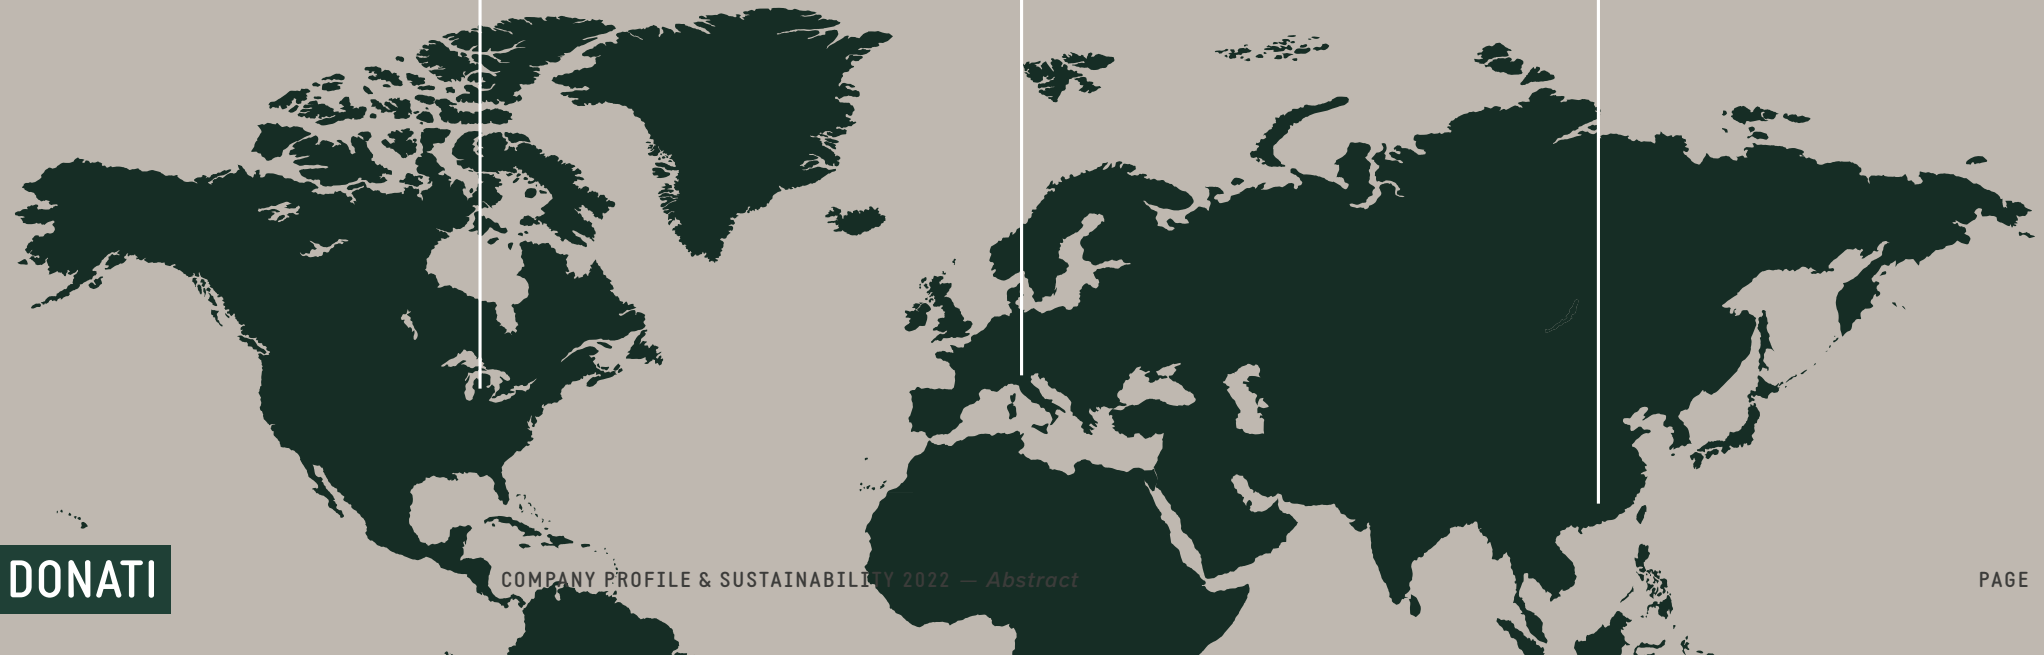 DONATI
COMPANY PROFILE & SUSTAINABILITY 2022 — Abstract
PAGE